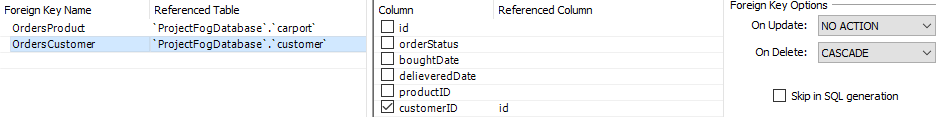 Foreign Key Name Referenced Table
OrdersProduct `ProjectFogDatabase`.`carport`
OrdersCustomer `ProjectFogDatabase`.`customer`
Column Referenced Column
id
orderStatus
boughtDate
delieveredDate
productID
customerID id
Foreign Key Options
On Update: NO ACTION
On Delete: CASCADE
Skip in SQL generation